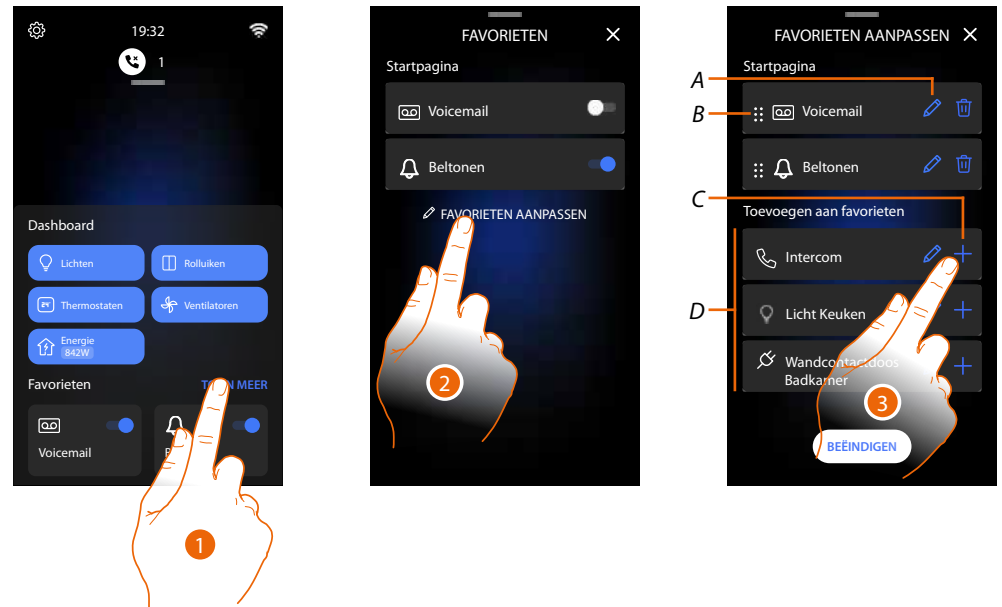 19:32
1
Dashboard
Lichten
Rolluiken
Thermostaten
Ventilatoren
Energie
842W
Favorieten
MEER
Voicemail
1
FAVORIETEN
Startpagina
Voicemail
Beltonen
FAVORIETEN AANPASSEN
2
FAVORIETEN AANPASSEN
Startpagina
A
B
Voicemail
Beltonen
C
Toevoegen aan favorieten
Intercom
D
Licht Keuken
Wandcontactdoos
Badkamer
3
BEËINDIGEN